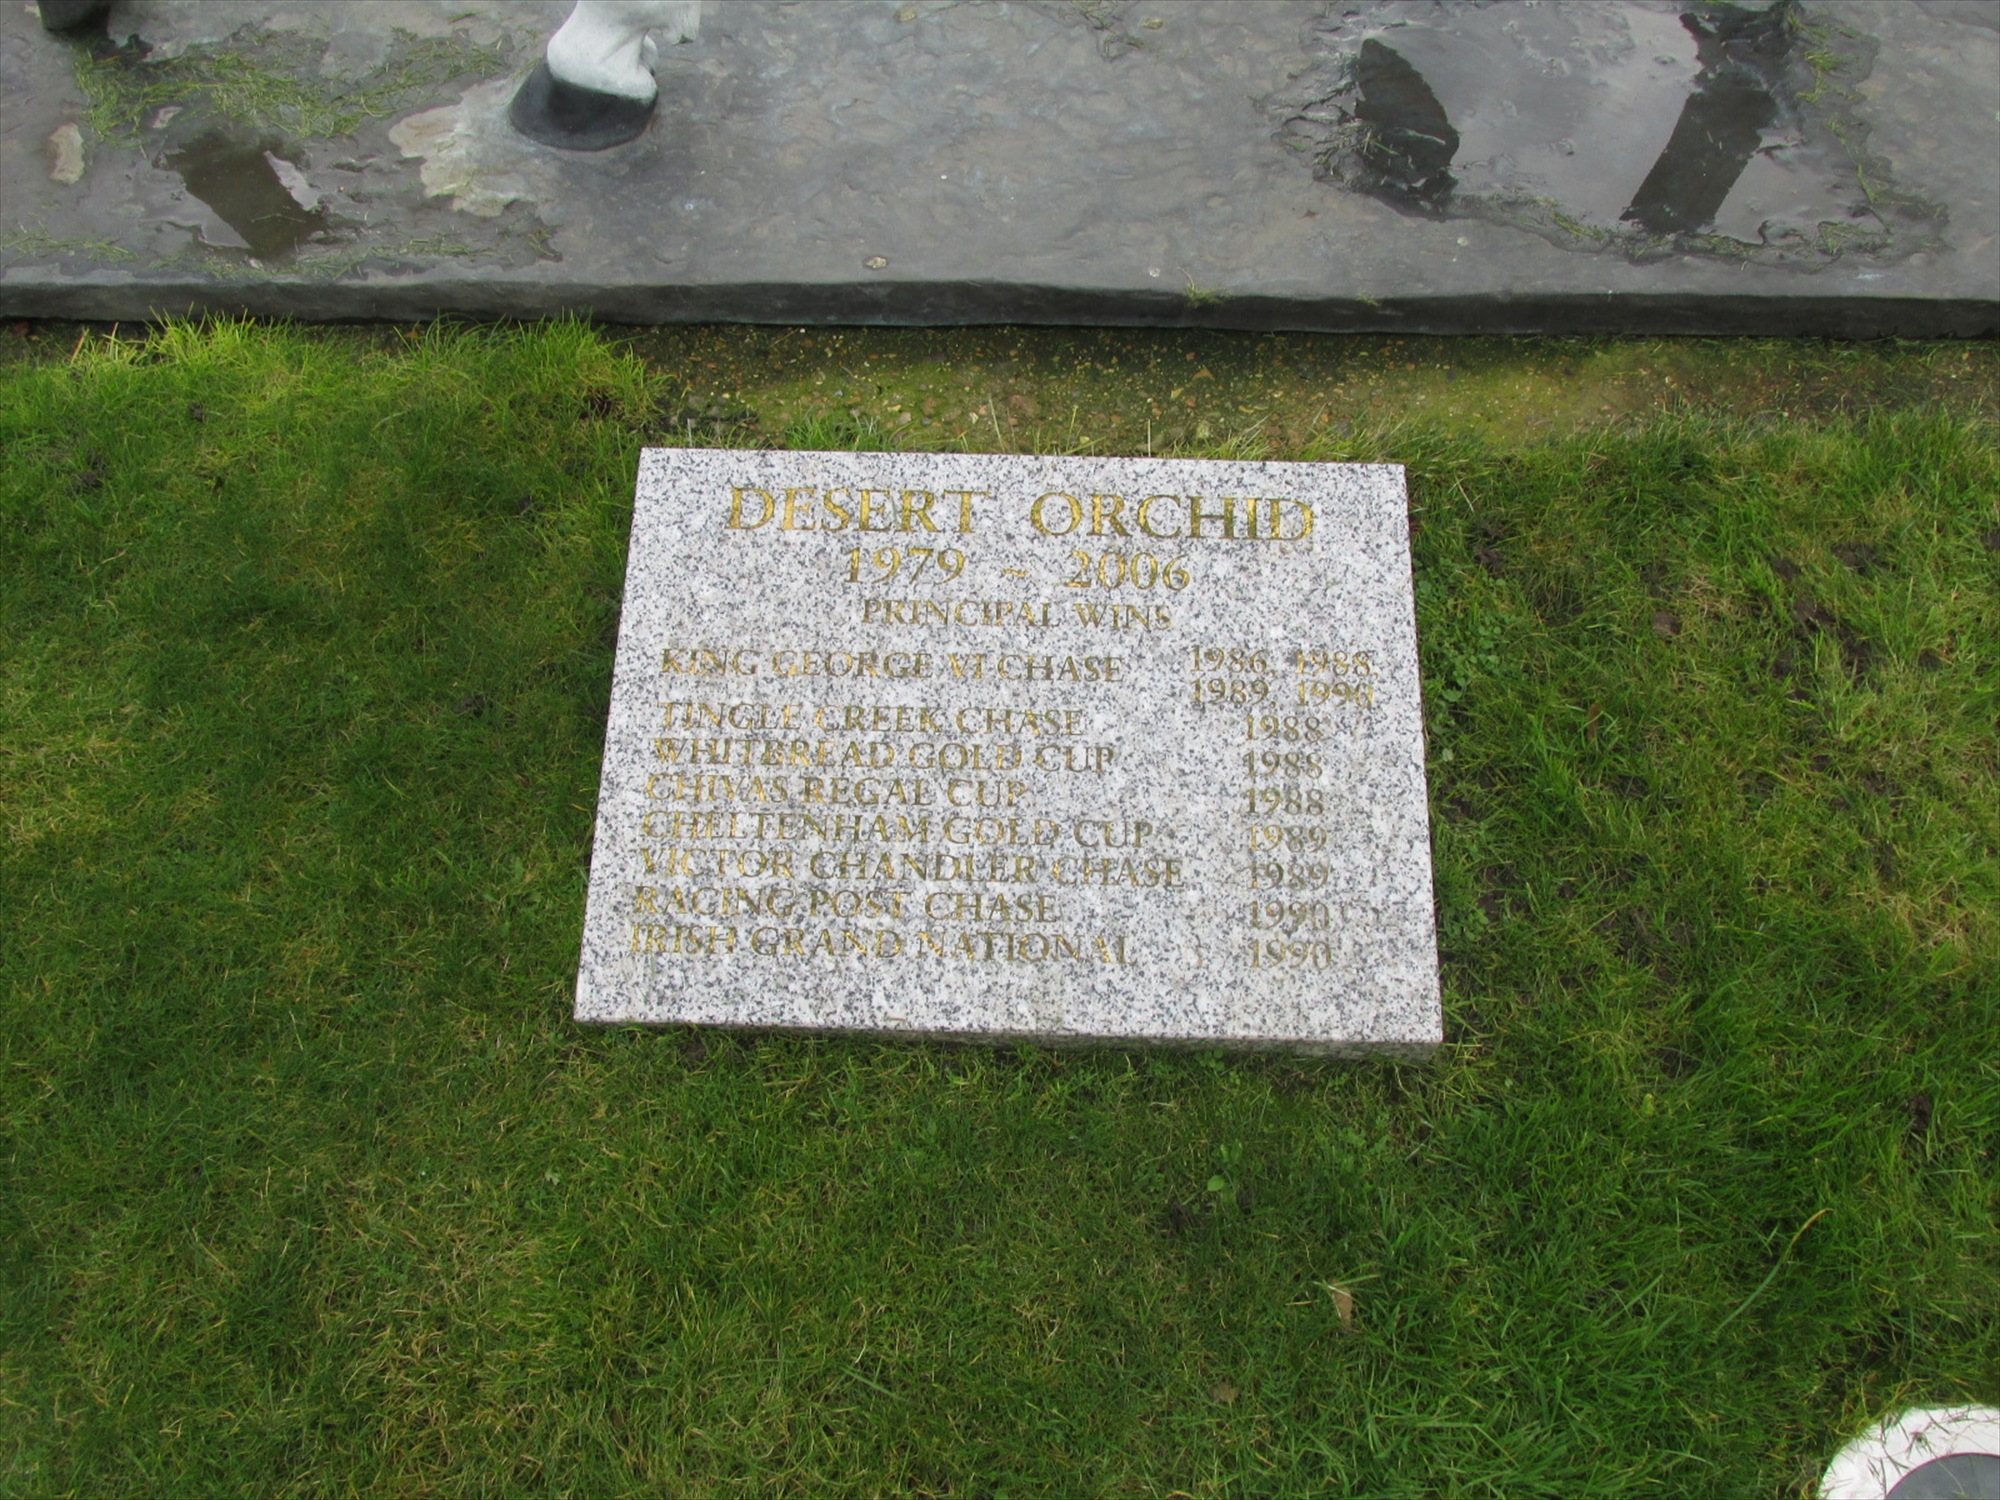 DESERT ORCHID
1979 ~ 2006
PRINCIPAL WINS
KING GEORGE VI CHASE 1986, 1988,
1989, 1990
TINGLE CREEK CHASE 1988
WHITBREAD GOLD CUP 1988
CHIVAS REGAL CUP 1988
CHELTENHAM GOLD CUP 1989
VICTOR CHANDLER CHASE 1989
RACING POST CHASE 1990
IRISH GRAND NATIONAL 1990